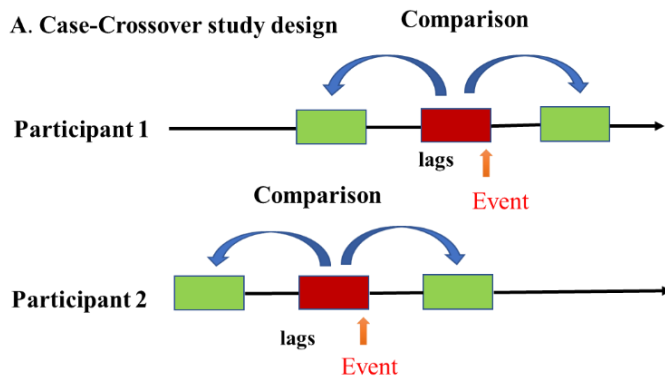 A. Case-Crossover study design
Comparison
Participant 1
lags
Event
Comparison
Participant 2
lags
Event